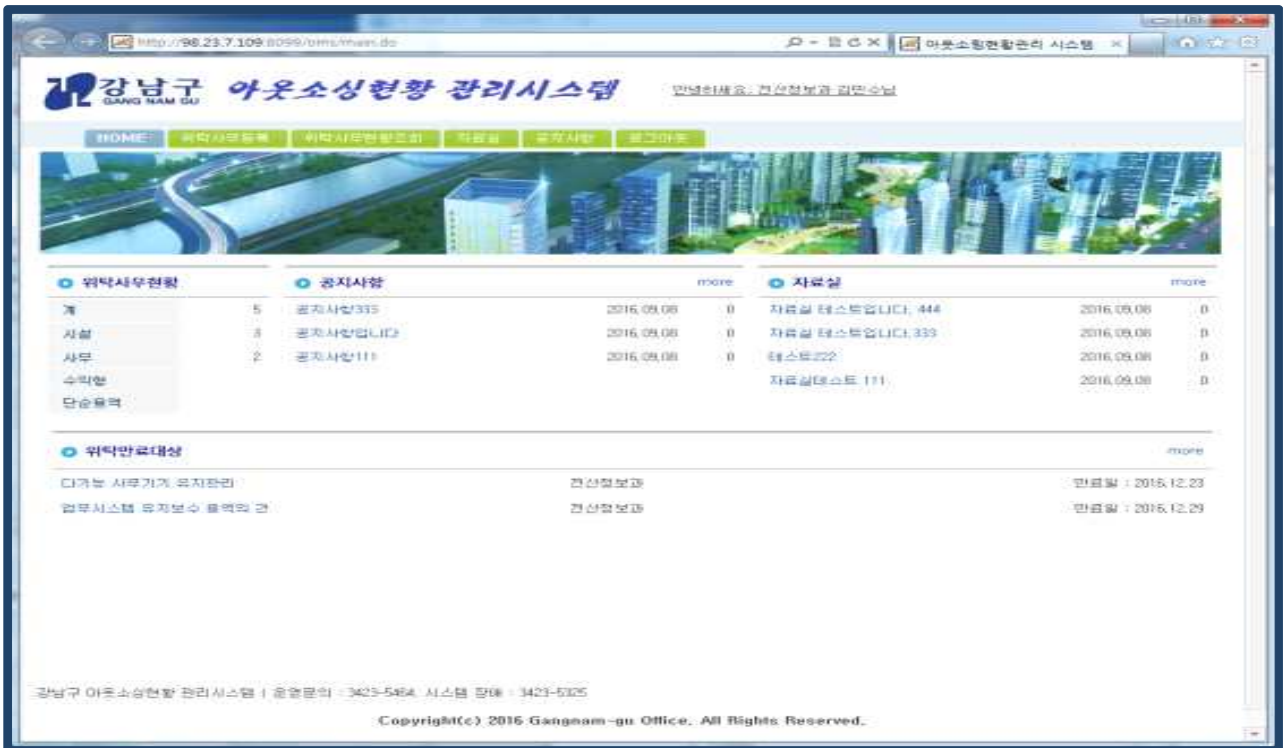 http://98.23.7.109:8099/oms/main.do
아웃소싱현황관리 시스템
강남구
GANG NAM GU
아웃소싱현황 관리시스템
안녕하세요. 전산정보과 김민수님
HOME 위탁사무등록 위탁사무현황조회 자료실 공지사항 로그아웃
위탁사무현황
계 5
시설 3
사무 2
수익형
단순용역
공지사항 more
공지사항335 2016.09.08 0
공지사항입니다 2016.09.08 0
공지사항111 2016.09.08 0
자료실 more
자료실 테스트입니다. 444 2016.09.08 0
자료실 테스트입니다.333 2016.09.08 0
테스트222 2016.09.08 0
자료실테스트 111 2016.09.08 0
위탁만료대상 more
다기능 사무기기 유지관리 전산정보과 만료일 : 2016.12.23
업무시스템 유지보수 용역의 건 전산정보과 만료일 : 2016.12.29
강남구 아웃소싱현황 관리시스템 | 운영문의 : 3423-5464, 시스템 장애 : 3423-5325
Copyright(c) 2016 Gangnam-gu Office. All Rights Reserved.